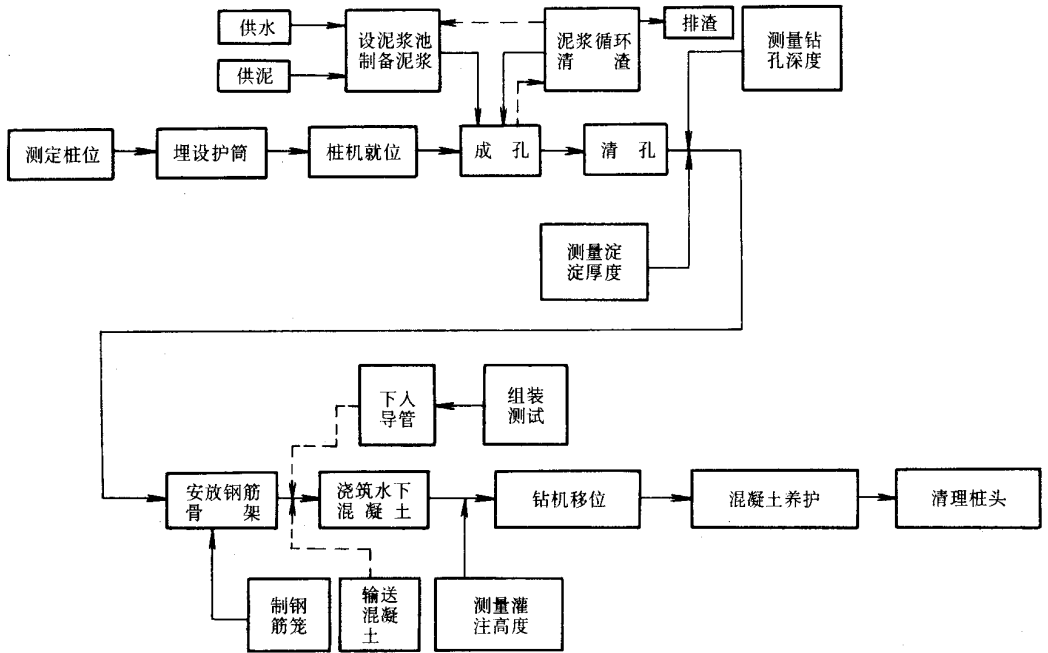 供水
供泥
设泥浆池
制备泥浆
泥浆循环
清渣
排渣
测量钻
孔深度
测定桩位
埋设护筒
桩机就位
成孔
清孔
测量淀
淀厚度
下人
导管
组装
测试
安放钢筋
骨架
浇筑水下
混凝土
钻机移位
混凝土养护
清理桩头
制钢
筋笼
输送
混凝
土
测量灌
注高度